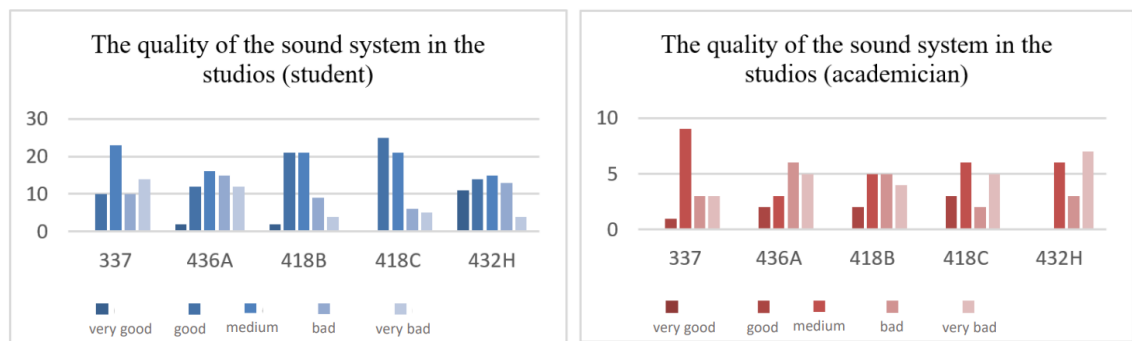 The quality of the sound system in the
studios (student)
30
20
10
0
337 436A 418B 418C 432H
very good good medium bad very bad
The quality of the sound system in the
studios (academician)
10
5
0
337 436A 418B 418C 432H
very good good medium bad very bad